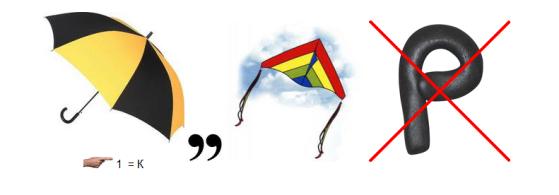 1 = K
,,
P